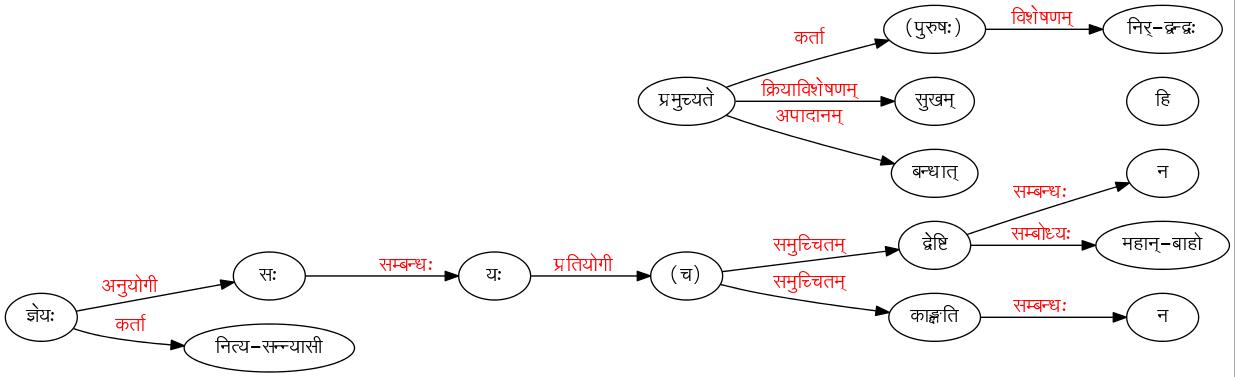 (पुरुषः)
विशेषणम्
निर्-द्वन्द्वः
कर्ता
प्रमुच्यते
क्रियाविशेषणम्
सुखम्
हि
अपादानम्
बन्धात्
न
सम्बन्धः
समुच्चितम्
द्वेष्टि
सम्बोध्यः
महान्-बाहो
ज्ञेयः
अनुयोगी
सः
सम्बन्धः
यः
प्रतियोगी
(च)
समुच्चितम्
काङ्क्षति
सम्बन्धः
न
कर्ता
नित्य-सन्न्यासी